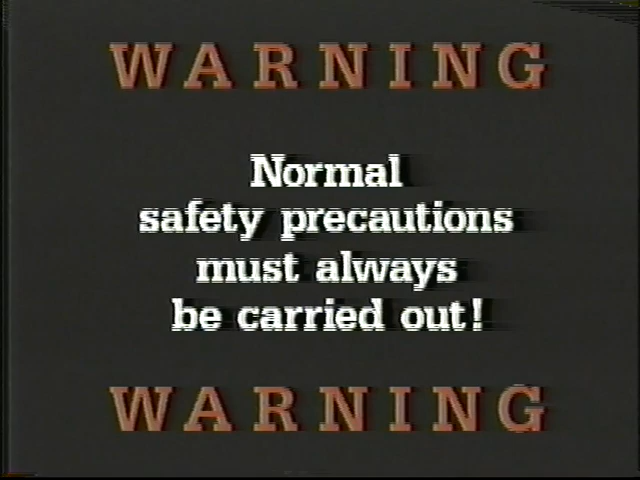 WARNING
Normal
safety precautions
must always
be carried out!
WARNING